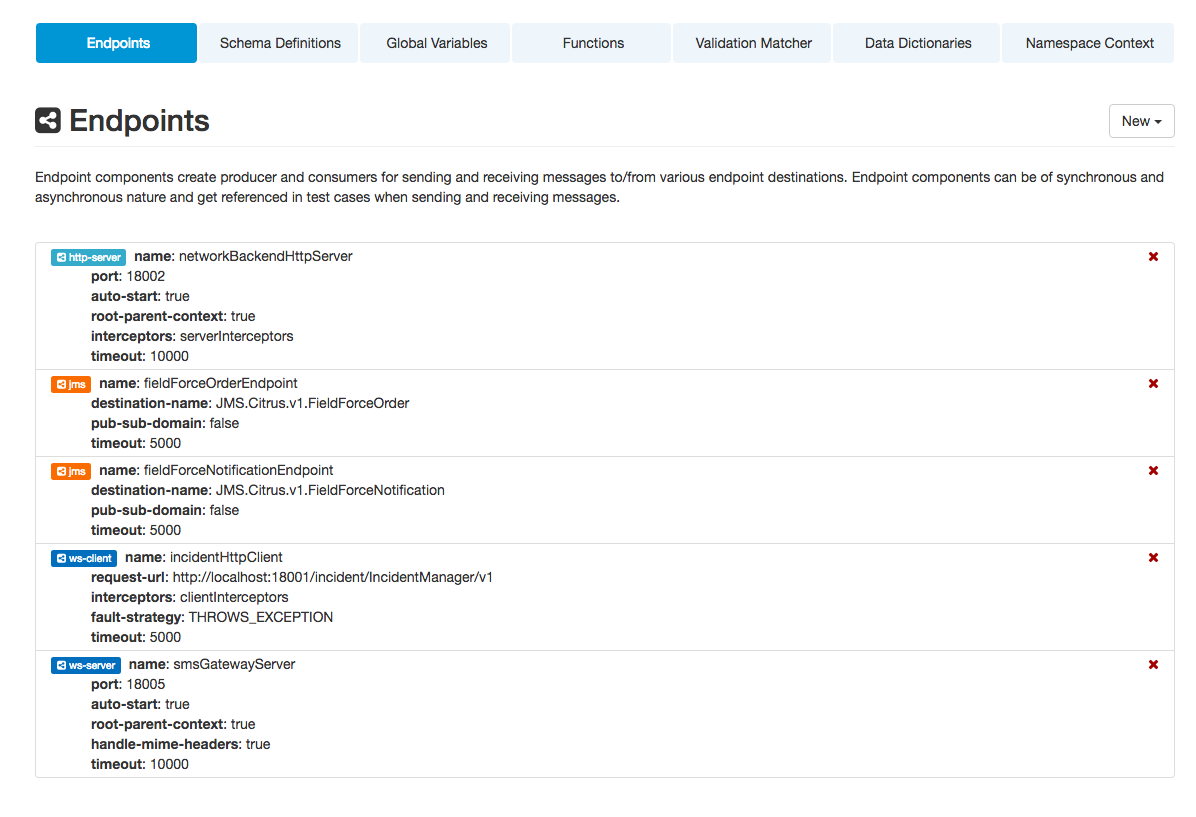 Endpoints Schema Definitions Global Variables Functions Validation Matcher Data Dictionaries Namespace Context
Endpoints
New
Endpoint components create producer and consumers for sending and receiving messages to/from various endpoint destinations. Endpoint components can be of synchronous and
asynchronous nature and get referenced in test cases when sending and receiving messages.
http-server name: networkBackendHttpServer
port: 18002
auto-start: true
root-parent-context: true
interceptors: serverInterceptors
timeout: 10000
jms name: fieldForceOrderEndpoint
destination-name: JMS.Citrus.v1.FieldForceOrder
pub-sub-domain: false
timeout: 5000
jms name: fieldForceNotificationEndpoint
destination-name: JMS.Citrus.v1.FieldForceNotification
pub-sub-domain: false
timeout: 5000
ws-client name: incidentHttpClient
request-url: http://localhost:18001/incident/IncidentManager/v1
interceptors: clientInterceptors
fault-strategy: THROWS_EXCEPTION
timeout: 5000
ws-server name: smsGatewayServer
port: 18005
auto-start: true
root-parent-context: true
handle-mime-headers: true
timeout: 10000